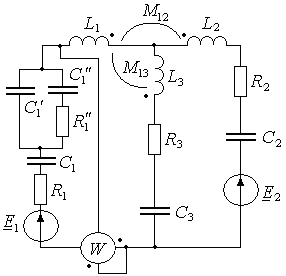 L₁ M₁₂ L₂
C₁′ C₁″ M₁₃ L₃ R₂
R₁″ R₃ C₂
C₁
R₁ C₃ E₂
E₁
W